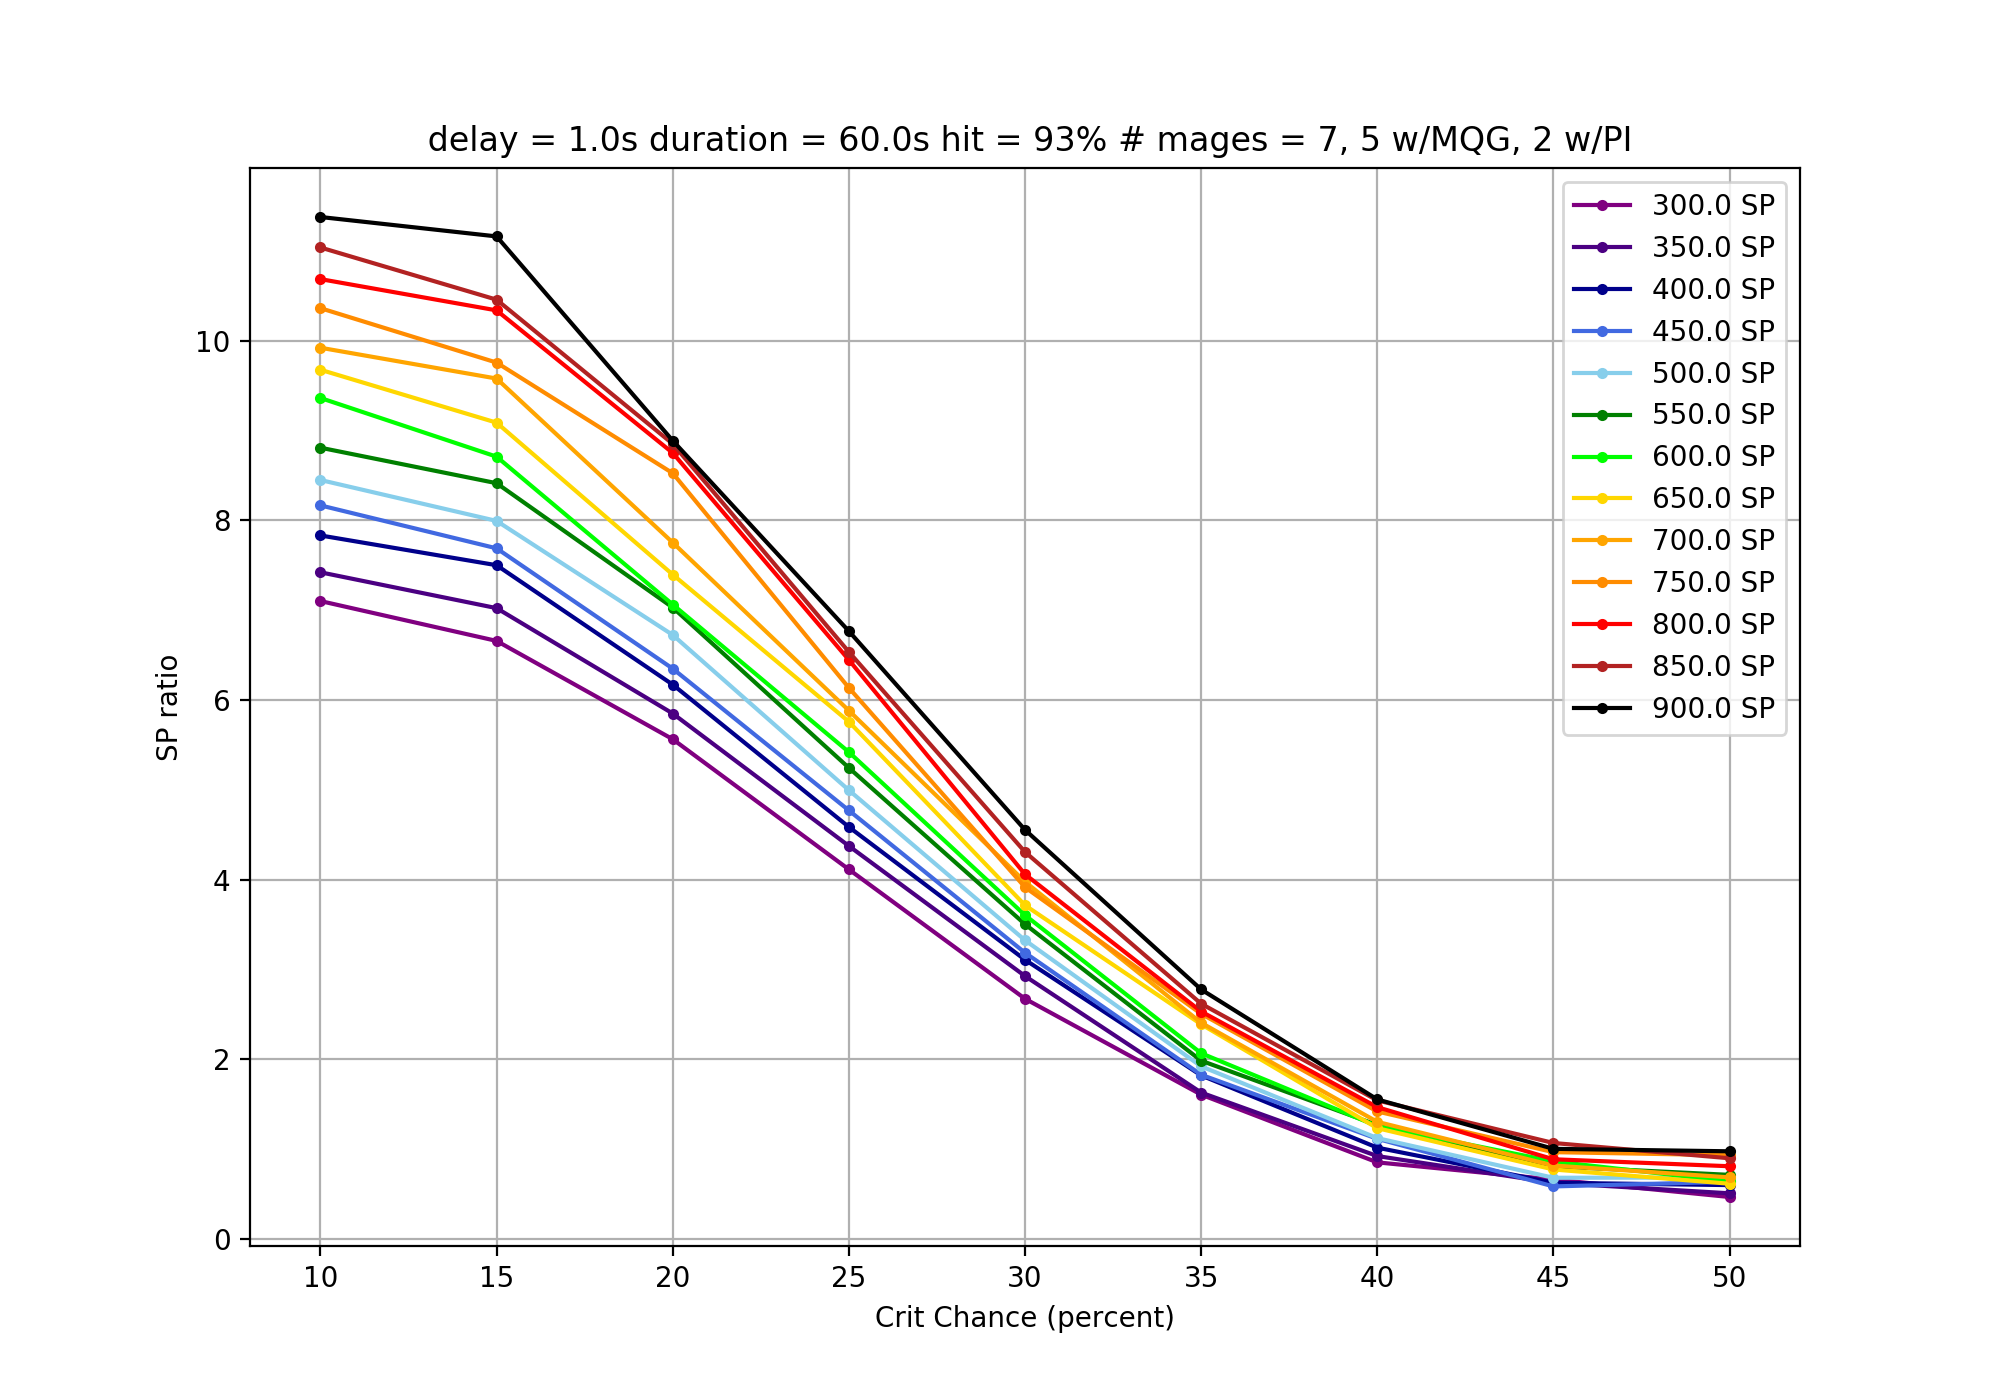 delay = 1.0s duration = 60.0s hit = 93% # mages = 7, 5 w/MQG, 2 w/PI
300.0 SP
350.0 SP
400.0 SP
450.0 SP
500.0 SP
550.0 SP
600.0 SP
650.0 SP
700.0 SP
750.0 SP
800.0 SP
850.0 SP
900.0 SP
SP ratio
10
8
6
4
2
0
10 15 20 25 30 35 40 45 50
Crit Chance (percent)